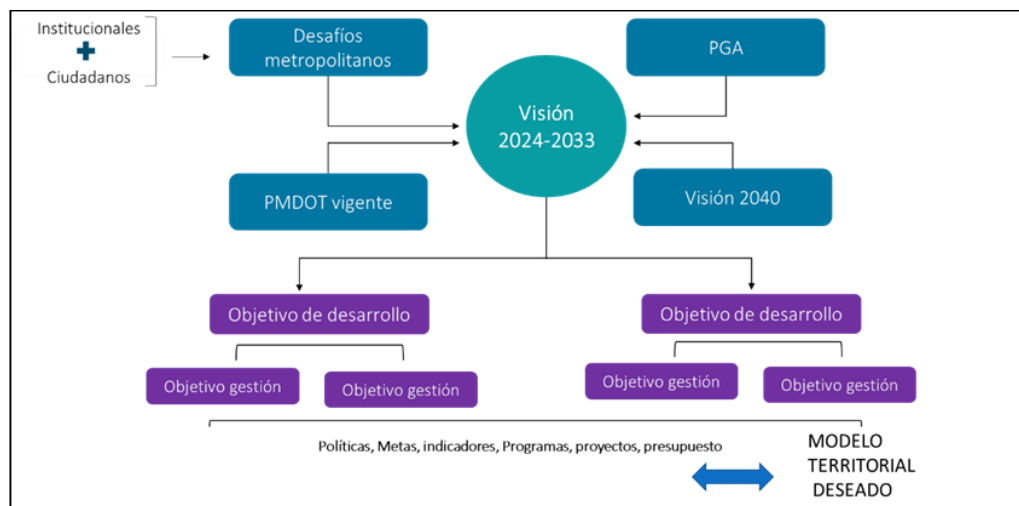 Institucionales
Ciudadanos
Desafíos
metropolitanos
PGA
Visión
2024-2033
PMDOT vigente
Visión 2040
Objetivo de desarrollo
Objetivo de desarrollo
Objetivo gestión
Objetivo gestión
Objetivo gestión
Objetivo gestión
Políticas, Metas, indicadores, Programas, proyectos, presupuesto
MODELO
TERRITORIAL
DESEADO